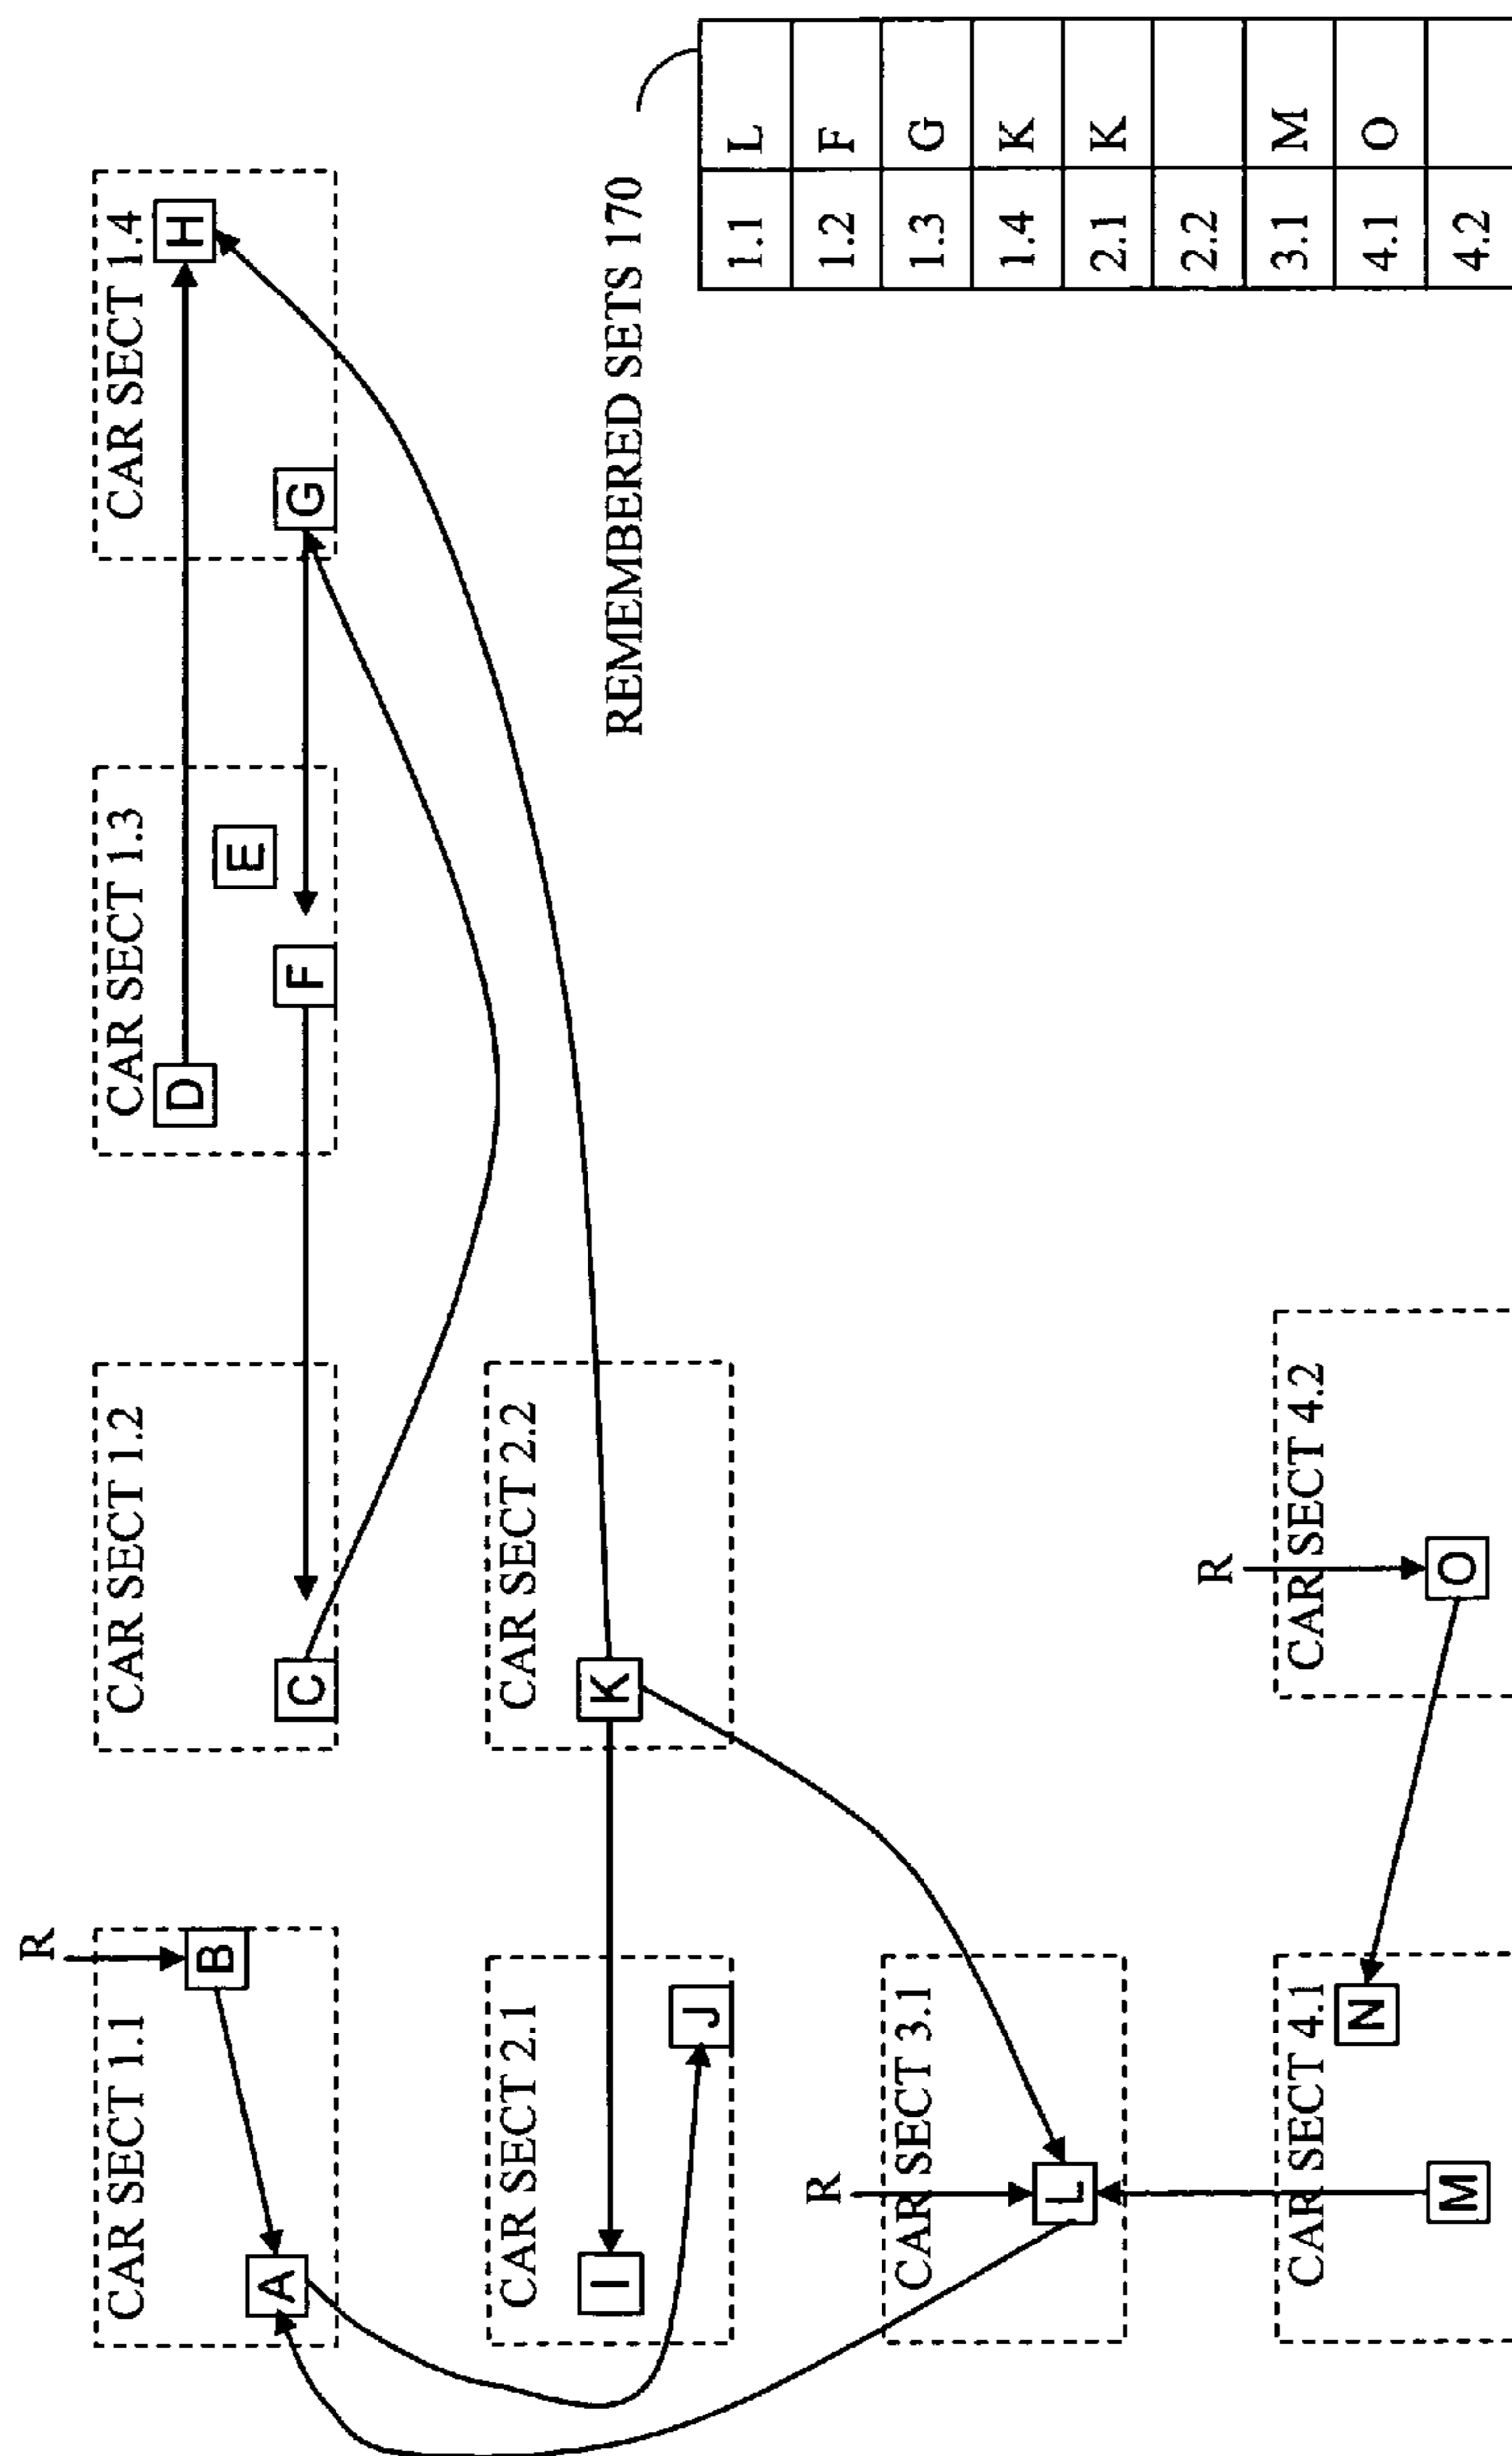 R
CAR SECT 1.1
B
A
CAR SECT 1.2
C
CAR SECT 1.3
D
E
F
CAR SECT 1.4
H
G
CAR SECT 2.1
I
J
CAR SECT 2.2
K
R
CAR SECT 3.1
L
CAR SECT 4.1
N
M
R
CAR SECT 4.2
O
REMEMBERED SETS 170
1.1 L
1.2 F
1.3 G
1.4 K
2.1 K
2.2
3.1 M
4.1 O
4.2